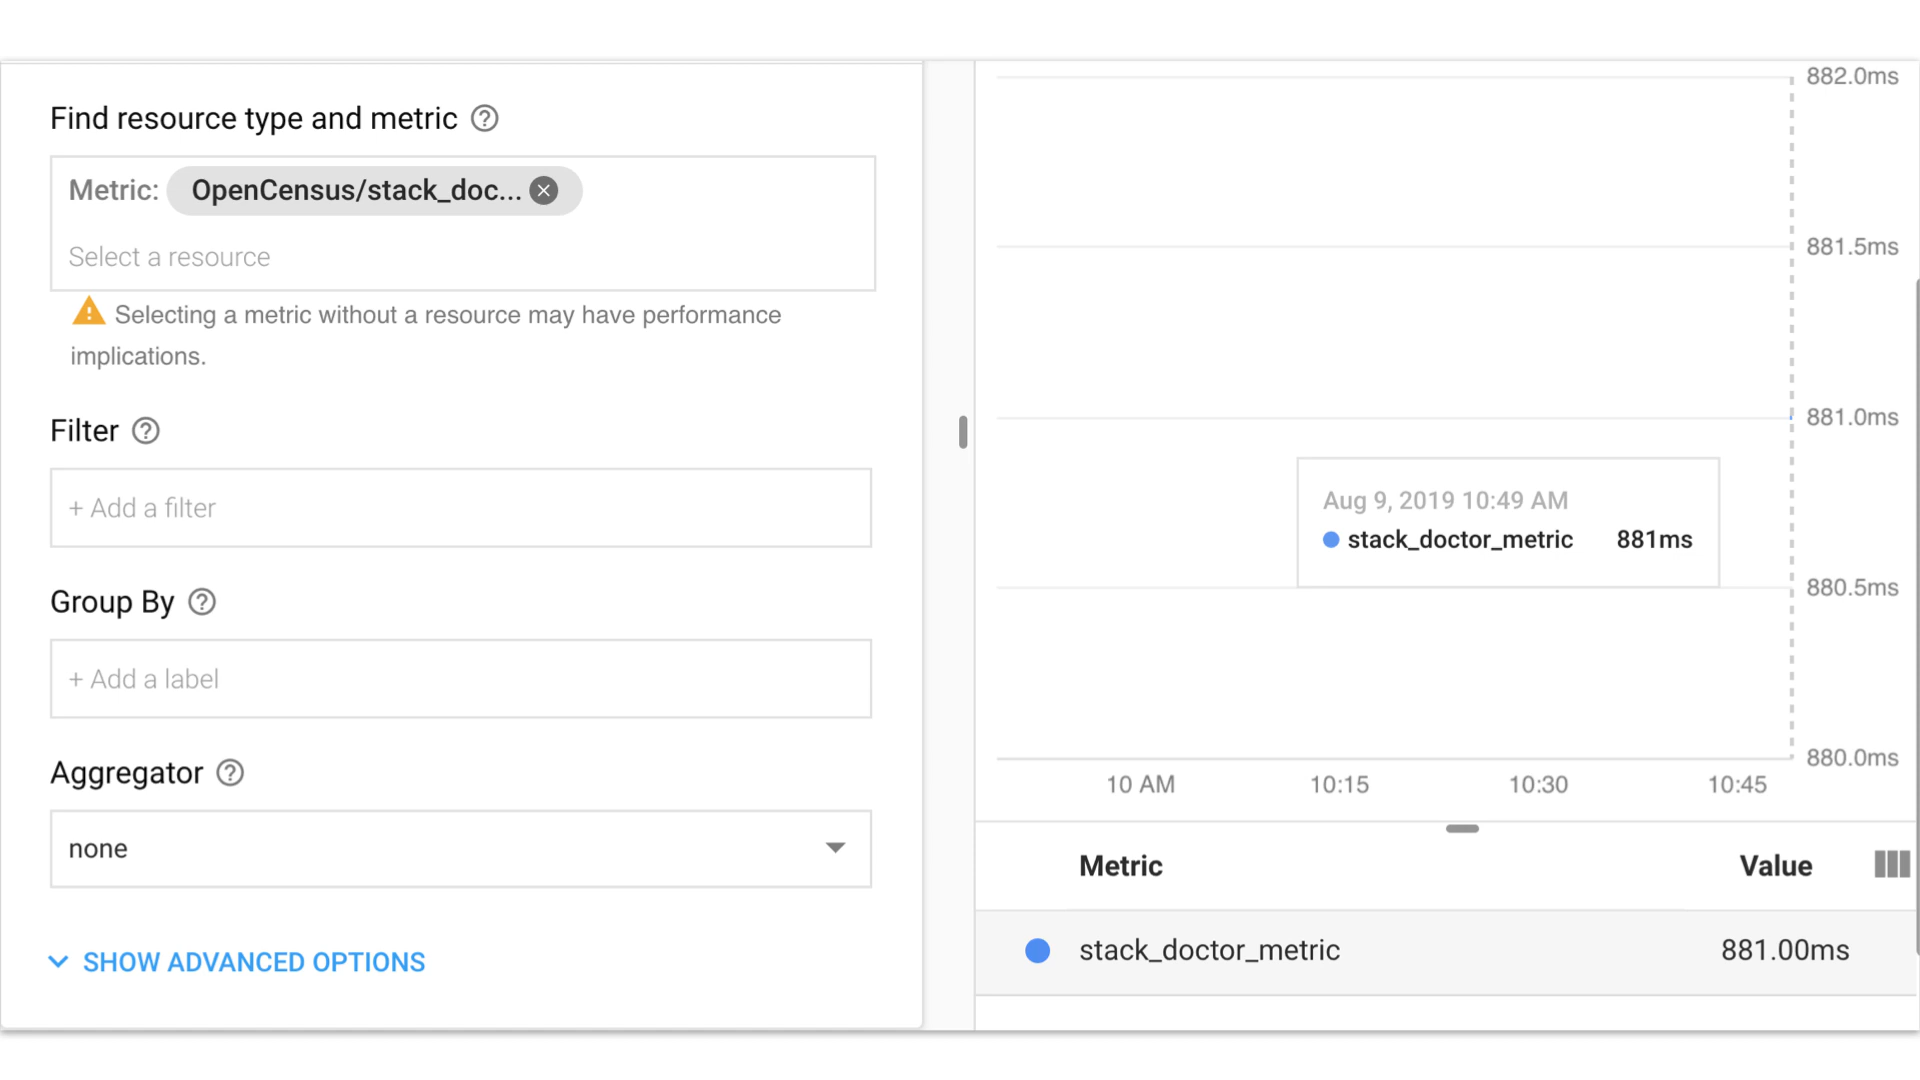 Find resource type and metric
Metric: OpenCensus/stack_doc...
Select a resource
Selecting a metric without a resource may have performance
implications.
Filter
+ Add a filter
Group By
+ Add a label
Aggregator
none
SHOW ADVANCED OPTIONS
882.0ms
881.5ms
881.0ms
Aug 9, 2019 10:49 AM
stack_doctor_metric 881ms
880.5ms
880.0ms
10 AM 10:15 10:30 10:45
Metric Value
stack_doctor_metric 881.00ms